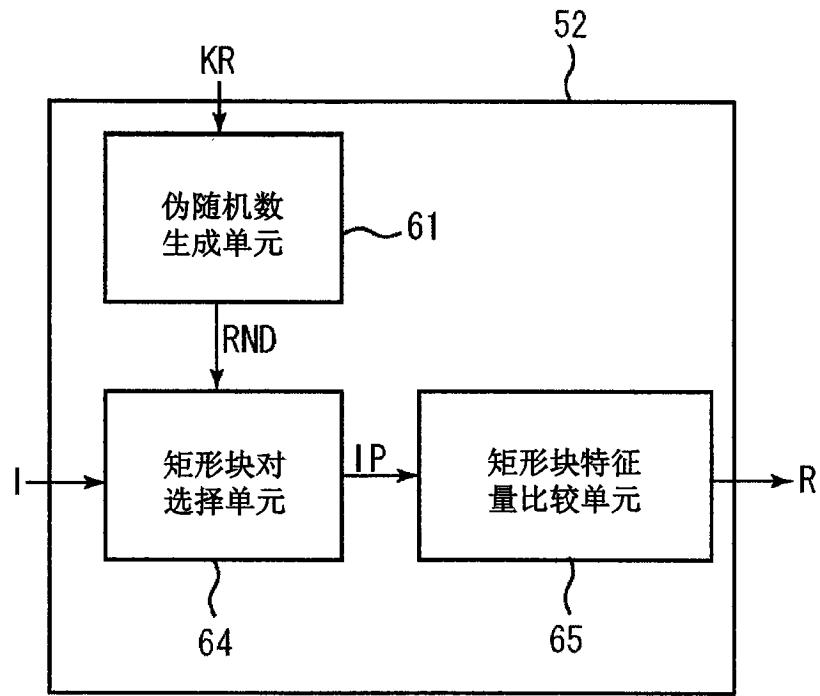 52
KR
伪随机数
生成单元
61
RND
I
矩形块对
选择单元
IP
矩形块特征
量比较单元
R
64
65